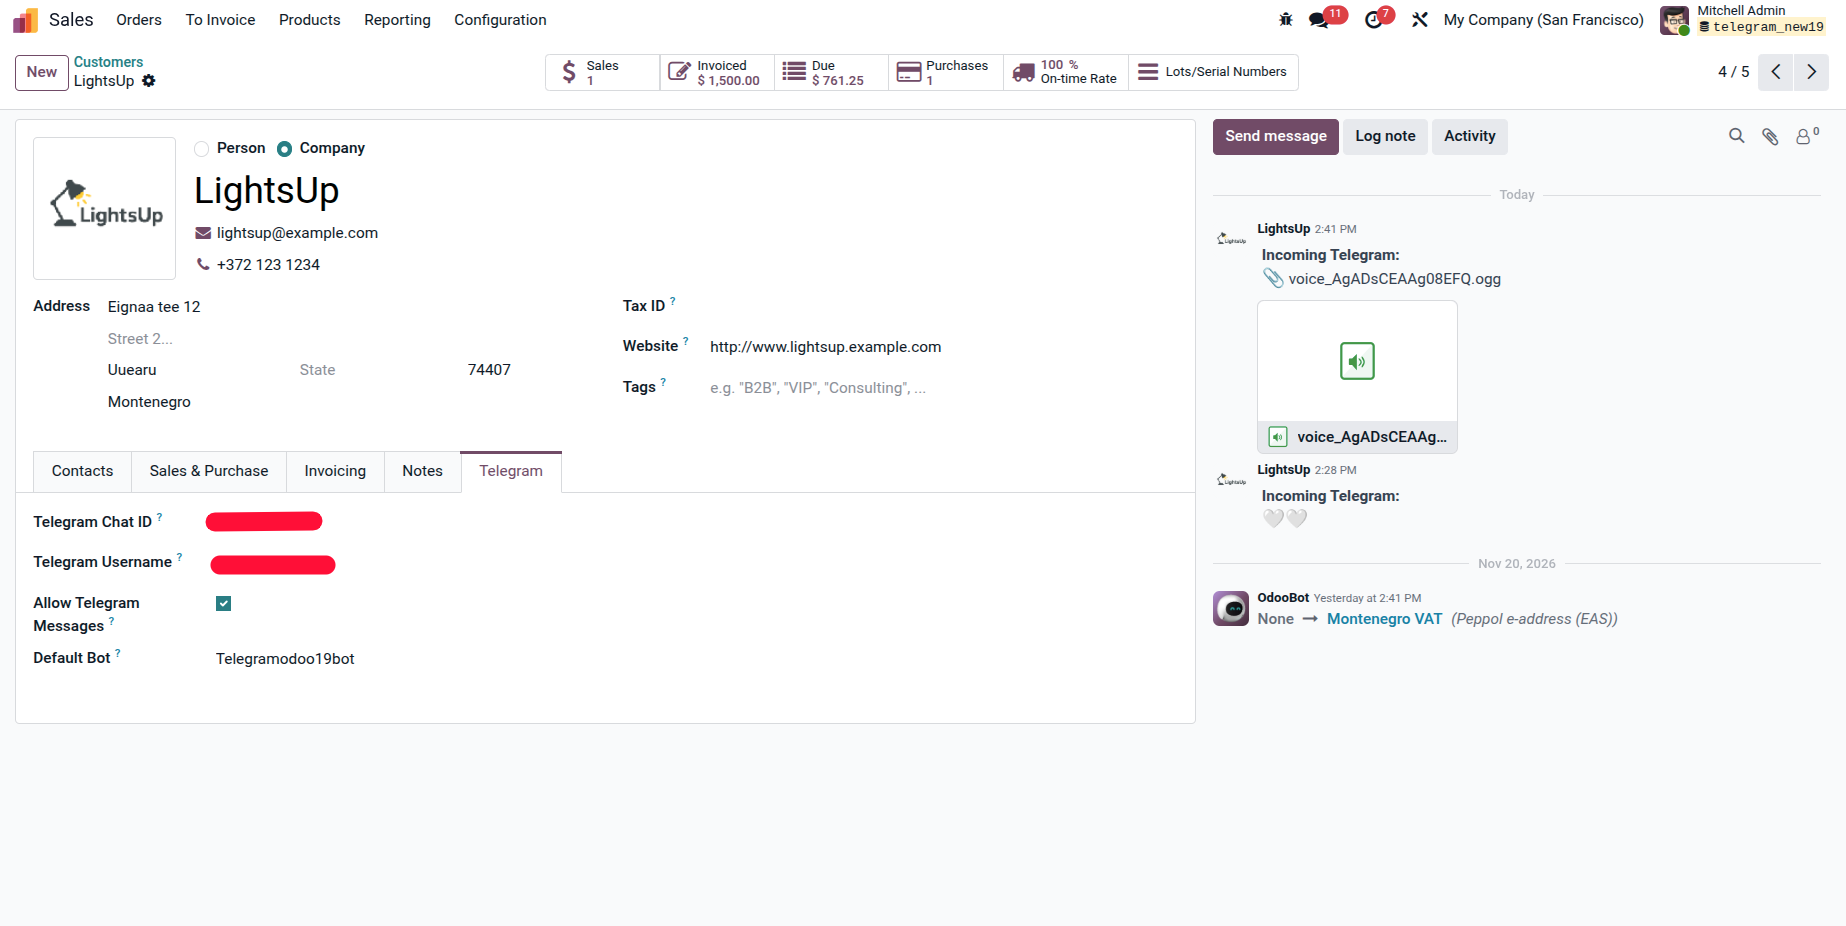 Sales Orders To Invoice Products Reporting Configuration 11 7 My Company (San Francisco) Mitchell Admin
telegram_new19
New Customers
LightsUp
Sales
1
Invoiced
$ 1,500.00
Due
$ 761.25
Purchases
1
100 %
On-time Rate
Lots/Serial Numbers
4 / 5
LightsUp
Person Company
LightsUp
lightsup@example.com
+372 123 1234
Address Eignaa tee 12
Street 2...
Uuearu State 74407
Montenegro
Tax ID ?
Website ? http://www.lightsup.example.com
Tags ? e.g. "B2B", "VIP", "Consulting", ...
Contacts Sales & Purchase Invoicing Notes Telegram
Telegram Chat ID ?
Telegram Username ?
Allow Telegram
Messages ?
Default Bot ? Telegramodoo19bot
Send message Log note Activity 0
Today
LightsUp LightsUp 2:41 PM
Incoming Telegram:
voice_AgADsCEAAg08EFQ.ogg
voice_AgADsCEAAg...
LightsUp LightsUp 2:28 PM
Incoming Telegram:
🤍🤍
Nov 20, 2026
OdooBot Yesterday at 2:41 PM
None → Montenegro VAT (Peppol e-address (EAS))